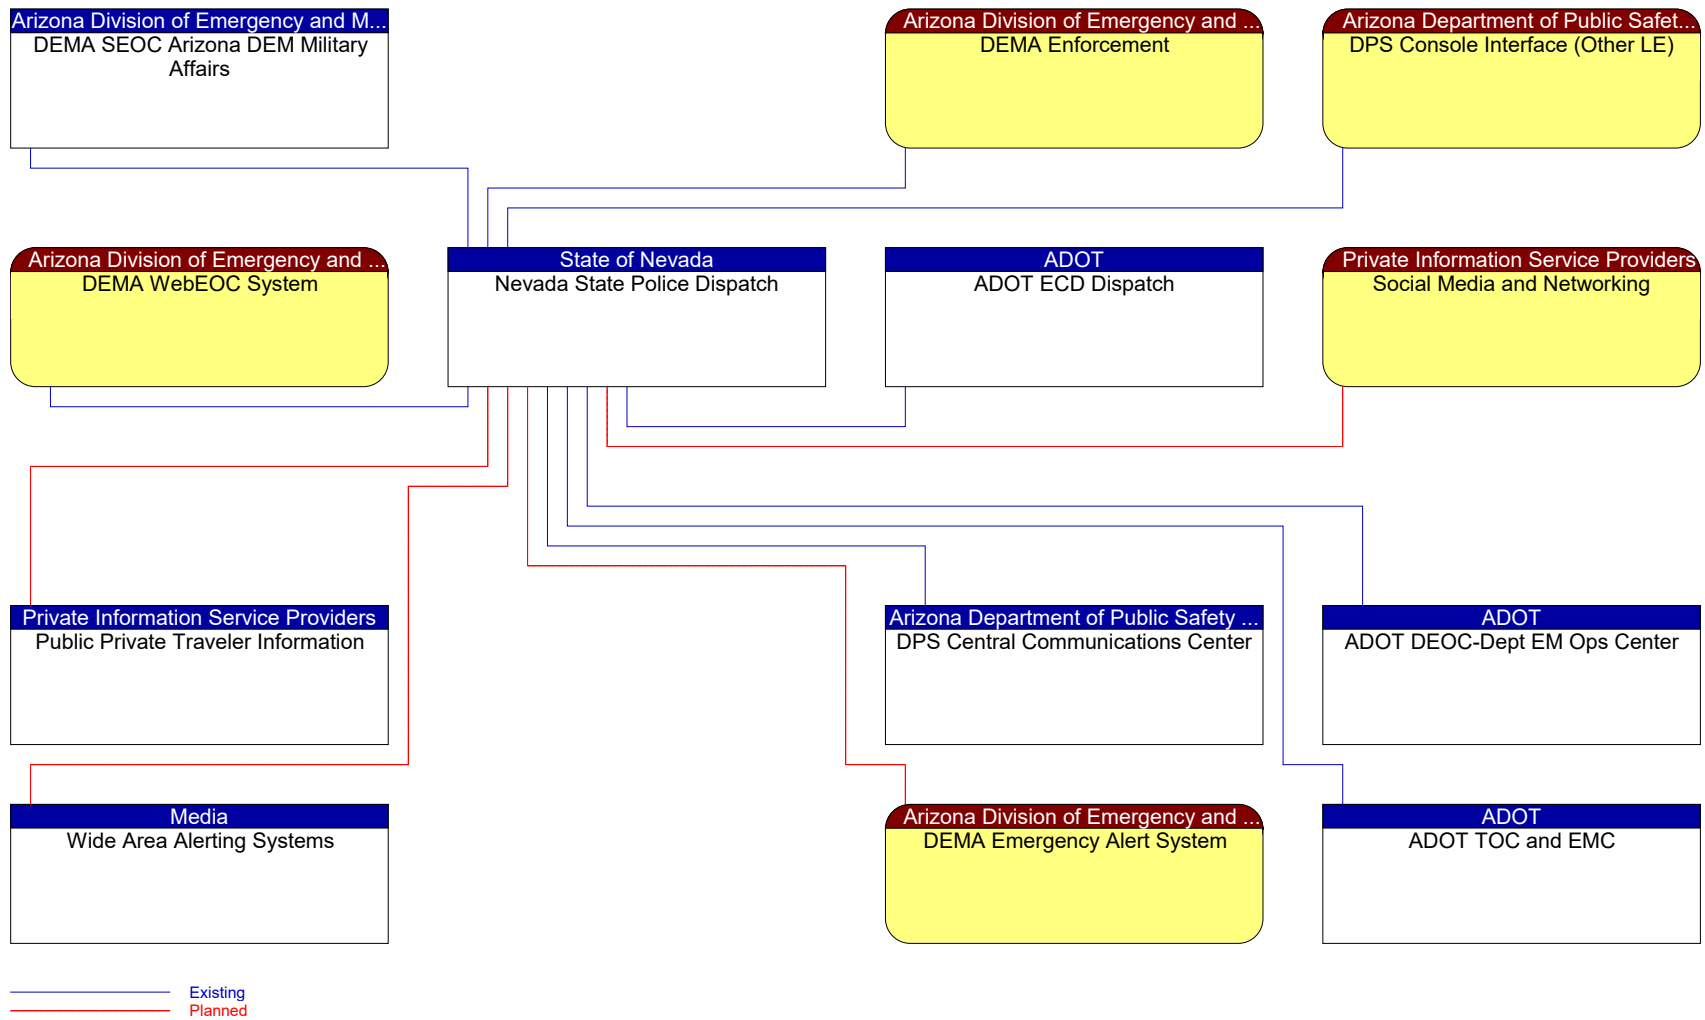 Arizona Division of Emergency and M...
DEMA SEOC Arizona DEM Military
Affairs
Arizona Division of Emergency and ...
DEMA Enforcement
Arizona Department of Public Safet...
DPS Console Interface (Other LE)
Arizona Division of Emergency and ...
DEMA WebEOC System
State of Nevada
Nevada State Police Dispatch
ADOT
ADOT ECD Dispatch
Private Information Service Providers
Social Media and Networking
Private Information Service Providers
Public Private Traveler Information
Arizona Department of Public Safety ...
DPS Central Communications Center
ADOT
ADOT DEOC-Dept EM Ops Center
Media
Wide Area Alerting Systems
Arizona Division of Emergency and ...
DEMA Emergency Alert System
ADOT
ADOT TOC and EMC
Existing
Planned